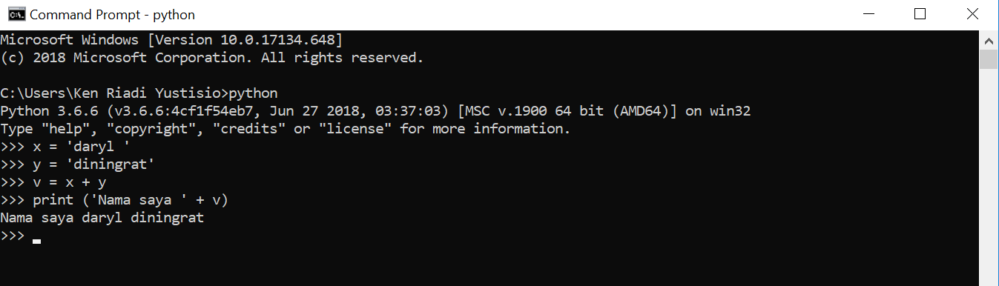 Command Prompt - python
Microsoft Windows [Version 10.0.17134.648]
(c) 2018 Microsoft Corporation. All rights reserved.
C:\Users\Ken Riadi Yustisio>python
Python 3.6.6 (v3.6.6:4cf1f54eb7, Jun 27 2018, 03:37:03) [MSC v.1900 64 bit (AMD64)] on win32
Type "help", "copyright", "credits" or "license" for more information.
>>> x = 'daryl '
>>> y = 'diningrat'
>>> v = x + y
>>> print ('Nama saya ' + v)
Nama saya daryl diningrat
>>>